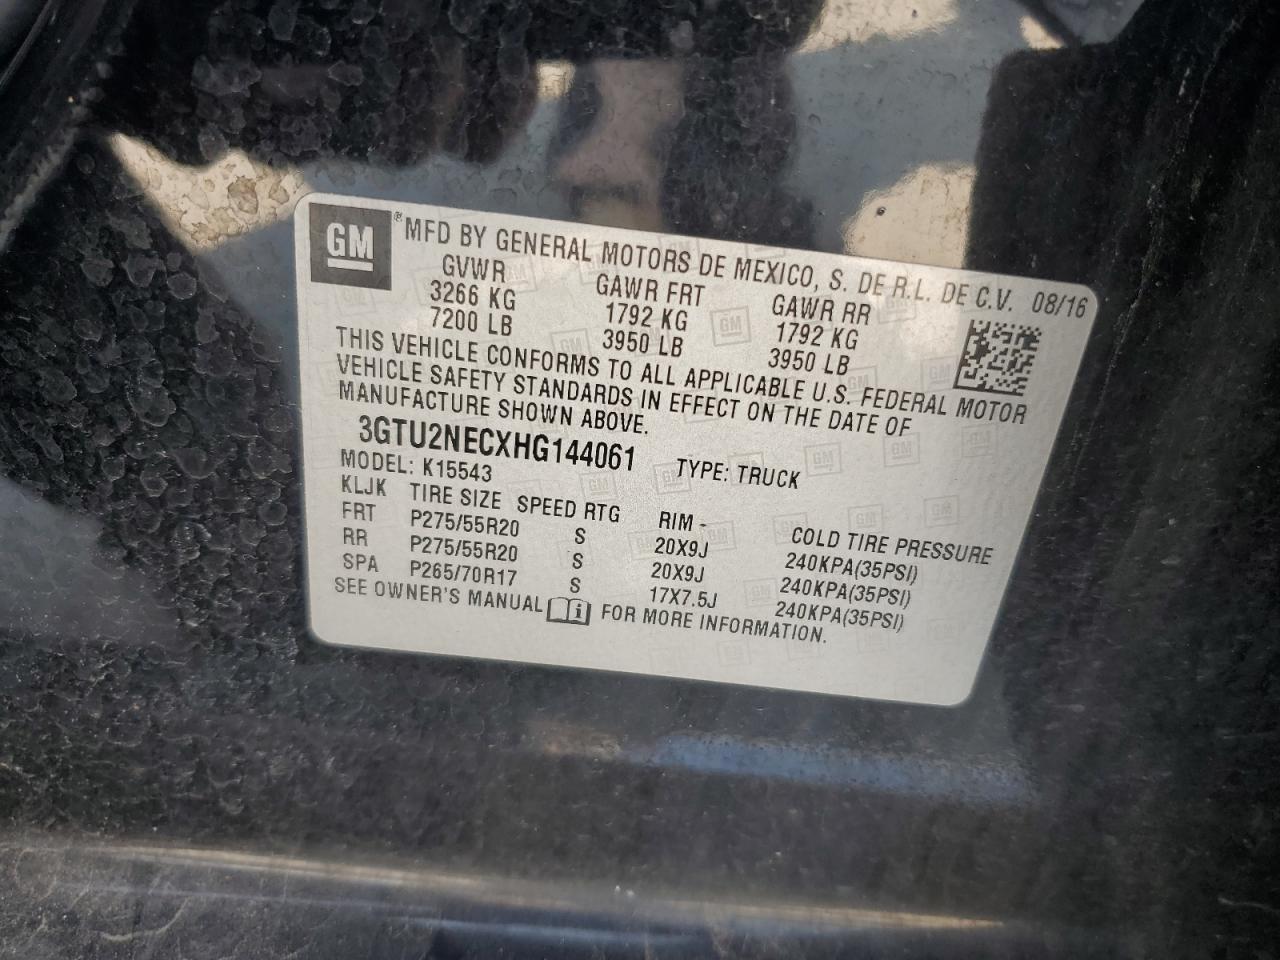 GM ® MFD BY GENERAL MOTORS DE MEXICO, S. DE R.L. DE C.V. 08/16
GVWR GAWR FRT GAWR RR
3266 KG 1792 KG 1792 KG
7200 LB 3950 LB 3950 LB
THIS VEHICLE CONFORMS TO ALL APPLICABLE U.S. FEDERAL MOTOR
VEHICLE SAFETY STANDARDS IN EFFECT ON THE DATE OF
MANUFACTURE SHOWN ABOVE.
3GTU2NECXHG144061 TYPE: TRUCK
MODEL: K15543
KLJK TIRE SIZE SPEED RTG RIM - COLD TIRE PRESSURE
FRT P275/55R20 S 20X9J 240KPA(35PSI)
RR P275/55R20 S 20X9J 240KPA(35PSI)
SPA P265/70R17 S 17X7.5J 240KPA(35PSI)
SEE OWNER'S MANUAL i FOR MORE INFORMATION.